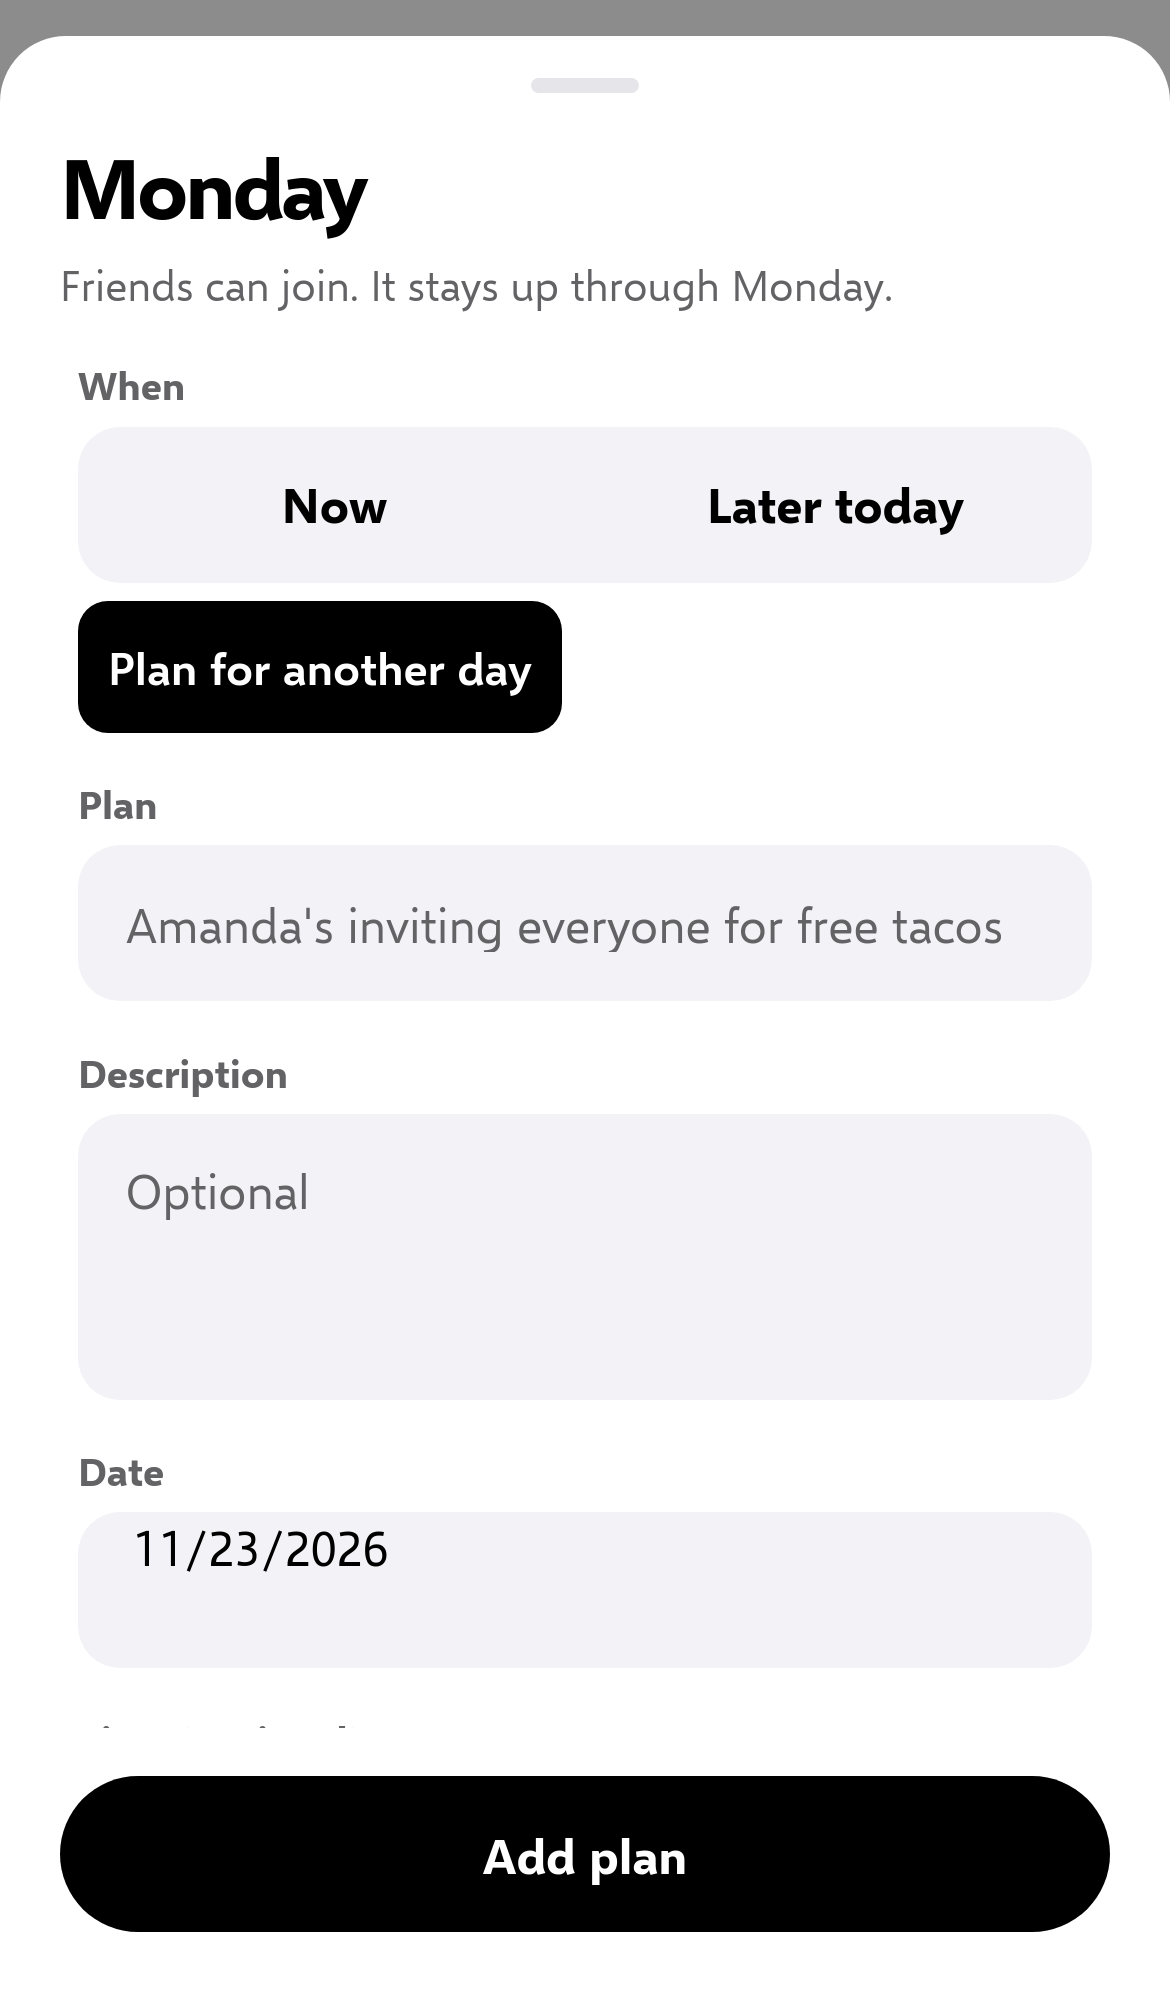 Monday
Friends can join. It stays up through Monday.
When
Now
Later today
Plan for another day
Plan
Amanda's inviting everyone for free tacos
Description
Optional
Date
11/23/2026
Add plan